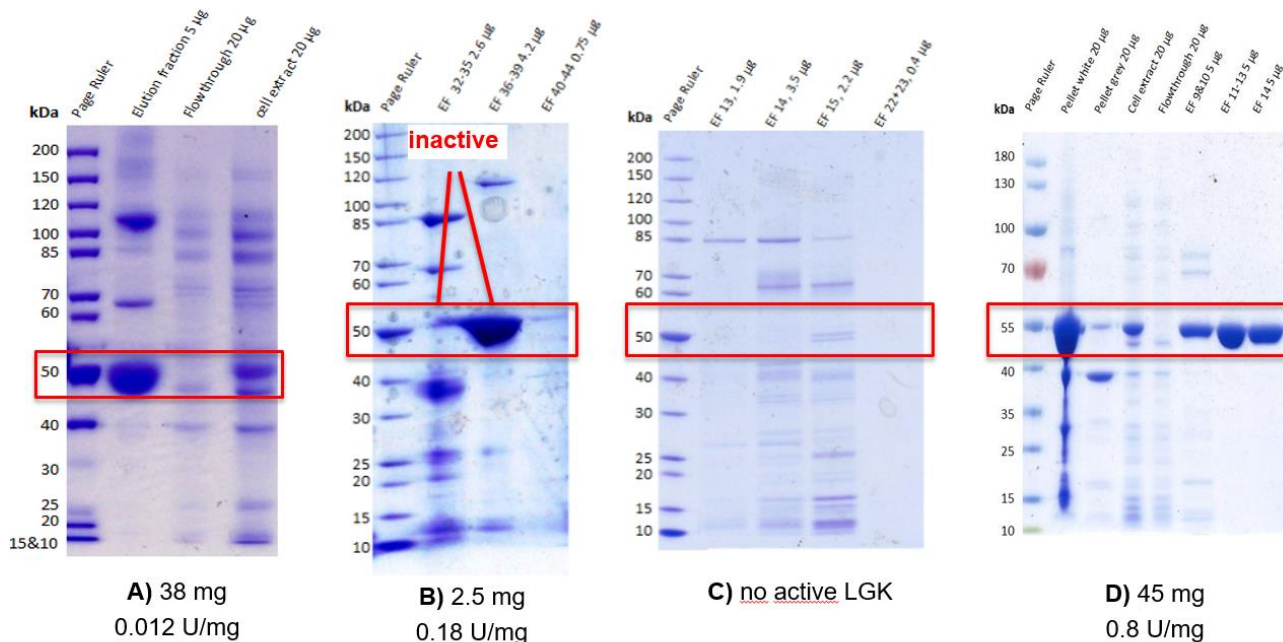 kDa
Page Ruler
Elution fraction 5 µg
Flowthrough 20 µg
cell extract 20 µg
200
150
120
100
85
70
60
50
40
30
25
20
15&10
A) 38 mg
0.012 U/mg
kDa
Page Ruler
EF 32-35 2.6 µg
EF 36-39 4.2 µg
EF 40-44 0.75 µg
inactive
200
150
120
100
85
70
60
50
40
30
25
20
15
10
B) 2.5 mg
0.18 U/mg
kDa
Page Ruler
EF 13, 1.9 µg
EF 14, 3.5 µg
EF 15, 2.2 µg
EF 22+23, 0.4 µg
200
150
120
100
85
70
60
50
40
30
25
20
15
10
C) no active LGK
kDa
Page Ruler
Pellet white 20 µg
Pellet grey 20 µg
Cell extract 20 µg
Flowthrough 20 µg
EF 9&10 5 µg
EF 11-13 5 µg
EF 14 5 µg
180
130
100
70
55
40
35
25
15
10
D) 45 mg
0.8 U/mg